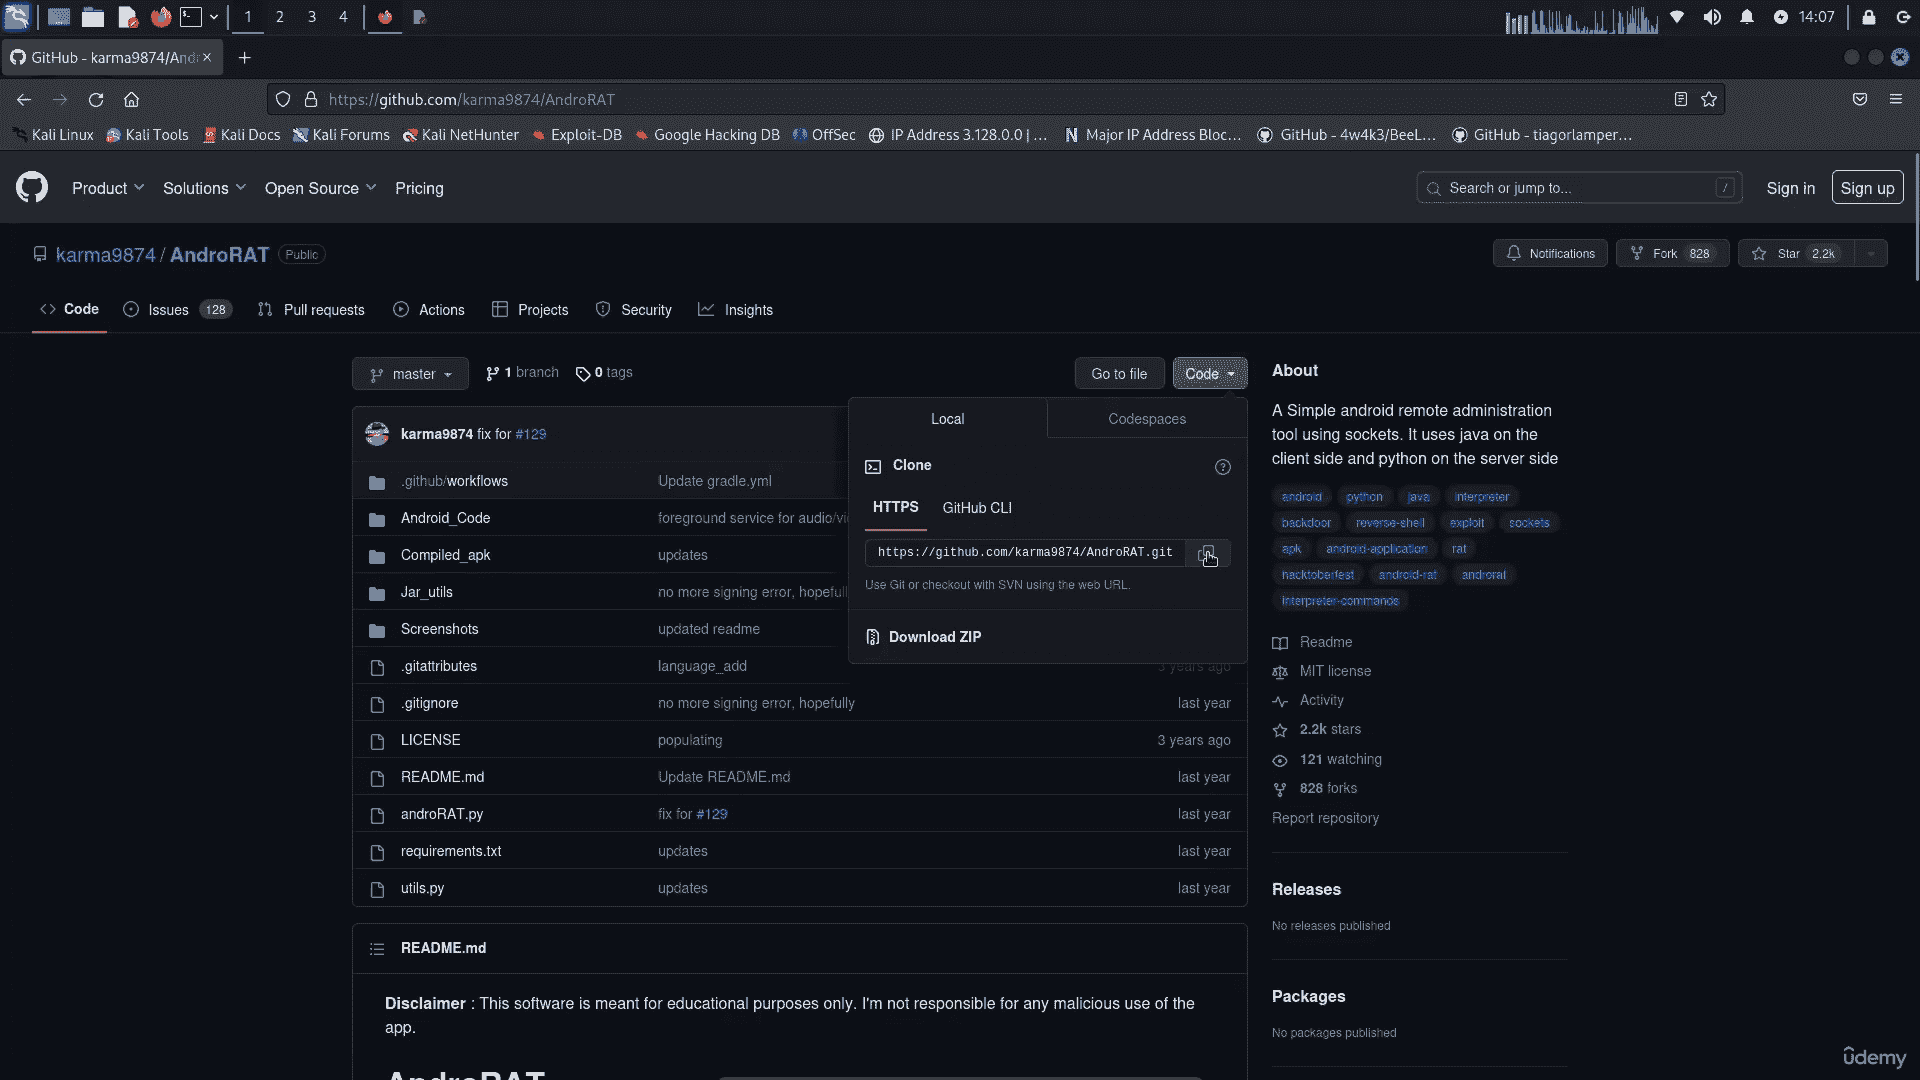 1 2 3 4 14:07
GitHub - karma9874/And
https://github.com/karma9874/AndroRAT
Kali Linux Kali Tools Kali Docs Kali Forums Kali NetHunter Exploit-DB Google Hacking DB OffSec IP Address 3.128.0.0 | ... Major IP Address Bloc... GitHub - 4w4k3/BeeL... GitHub - tiagorlamper...
Product Solutions Open Source Pricing Search or jump to... / Sign in Sign up
karma9874 / AndroRAT Public Notifications Fork 828 Star 2.2k
Code Issues 128 Pull requests Actions Projects Security Insights
master 1 branch 0 tags Go to file Code
karma9874 fix for #129
.github/workflows Update gradle.yml
Android_Code foreground service for audio/vi
Compiled_apk updates
Jar_utils no more signing error, hopefull
Screenshots updated readme
.gitattributes language_add 3 years ago
.gitignore no more signing error, hopefully last year
LICENSE populating 3 years ago
README.md Update README.md last year
androRAT.py fix for #129 last year
requirements.txt updates last year
utils.py updates last year
Local Codespaces
Clone
HTTPS GitHub CLI
https://github.com/karma9874/AndroRAT.git
Use Git or checkout with SVN using the web URL.
Download ZIP
README.md
Disclaimer : This software is meant for educational purposes only. I'm not responsible for any malicious use of the
app.
AndroRAT
About
A Simple android remote administration
tool using sockets. It uses java on the
client side and python on the server side
android python java interpreter
backdoor reverse-shell exploit sockets
apk android-application rat
hacktoberfest android-rat androrat
interpreter-commands
Readme
MIT license
Activity
2.2k stars
121 watching
828 forks
Report repository
Releases
No releases published
Packages
No packages published
ûdemy